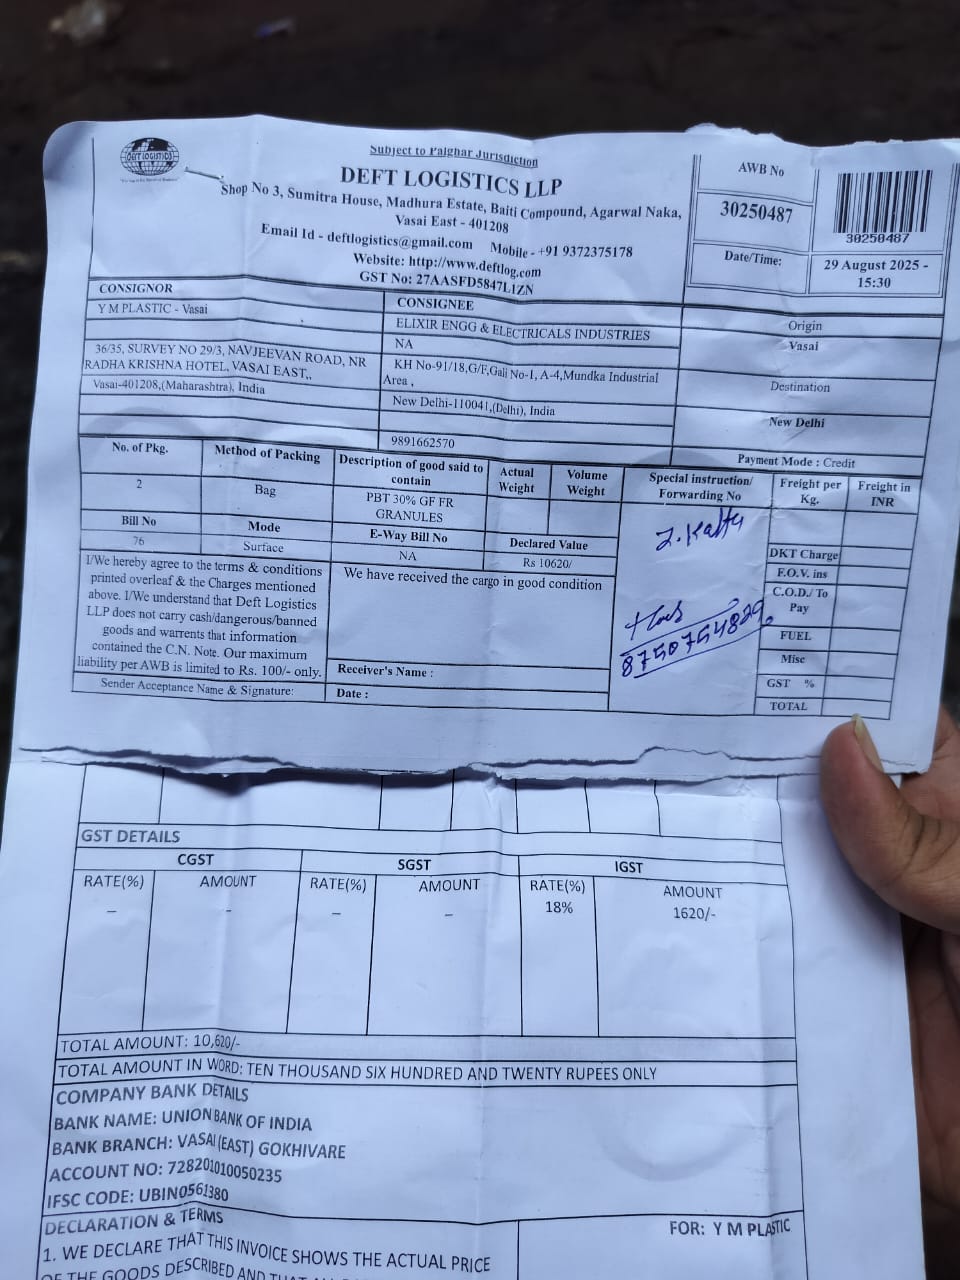 Subject to Palghar Jurisdiction
DEFT LOGISTICS
DEFT LOGISTICS LLP
Shop No 3, Sumitra House, Madhura Estate, Baiti Compound, Agarwal Naka,
Vasai East - 401208
Email Id - deftlogistics@gmail.com Mobile - +91 9372375178
Website: http://www.deftlog.com
GST No: 27AASFD5847L1ZN
AWB No
30250487
30250487
Date/Time:
29 August 2025 -
15:30
CONSIGNOR
Y M PLASTIC - Vasai
36/35, SURVEY NO 29/3, NAVJEEVAN ROAD, NR
RADHA KRISHNA HOTEL, VASAI EAST,,
Vasai-401208,(Maharashtra), India
CONSIGNEE
ELIXIR ENGG & ELECTRICALS INDUSTRIES
NA
KH No-91/18,G/F,Gali No-1, A-4,Mundka Industrial
Area ,
New Delhi-110041,(Delhi), India
9891662570
Origin
Vasai
Destination
New Delhi
Payment Mode : Credit
No. of Pkg.
2
Method of Packing
Bag
Description of good said to
contain
PBT 30% GF FR
GRANULES
Actual
Weight
Volume
Weight
Special instruction/
Forwarding No
Freight per
Kg.
Freight in
INR
Bill No
76
Mode
Surface
E-Way Bill No
NA
Declared Value
Rs 10620/
8750754829
DKT Charge
F.O.V. ins
C.O.D./ To
Pay
FUEL
Misc
GST %
TOTAL
I/We hereby agree to the terms & conditions
printed overleaf & the Charges mentioned
above. I/We understand that Deft Logistics
LLP does not carry cash/dangerous/banned
goods and warrents that information
contained the C.N. Note. Our maximum
liability per AWB is limited to Rs. 100/- only.
Sender Acceptance Name & Signature:
We have received the cargo in good condition
Receiver's Name :
Date :
GST DETAILS
CGST SGST IGST
RATE(%) AMOUNT RATE(%) AMOUNT RATE(%) AMOUNT
– - – – 18% 1620/-
TOTAL AMOUNT: 10,620/-
TOTAL AMOUNT IN WORD: TEN THOUSAND SIX HUNDRED AND TWENTY RUPEES ONLY
COMPANY BANK DETAILS
BANK NAME: UNION BANK OF INDIA
BANK BRANCH: VASAI (EAST) GOKHIVARE
ACCOUNT NO: 728201010050235
IFSC CODE: UBIN0561380
DECLARATION & TERMS
FOR: Y M PLASTIC
1. WE DECLARE THAT THIS INVOICE SHOWS THE ACTUAL PRICE
OF THE GOODS DESCRIBED AND THAT